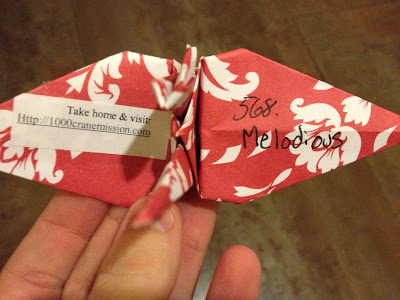 Take home & visit:
Http://1000cranemission.com
568.
Melodious